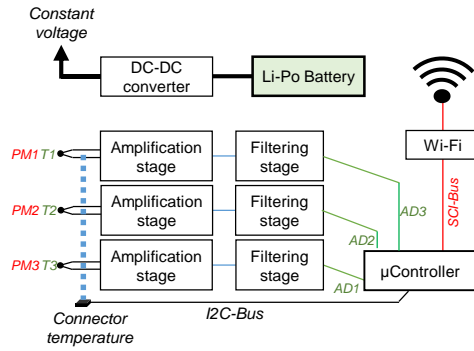 Constant
voltage
DC-DC
converter
Li-Po Battery
Wi-Fi
SCI-Bus
PM1 T1
Amplification
stage
Filtering
stage
AD3
PM2 T2
Amplification
stage
Filtering
stage
AD2
PM3 T3
Amplification
stage
Filtering
stage
AD1
µController
I2C-Bus
Connector
temperature